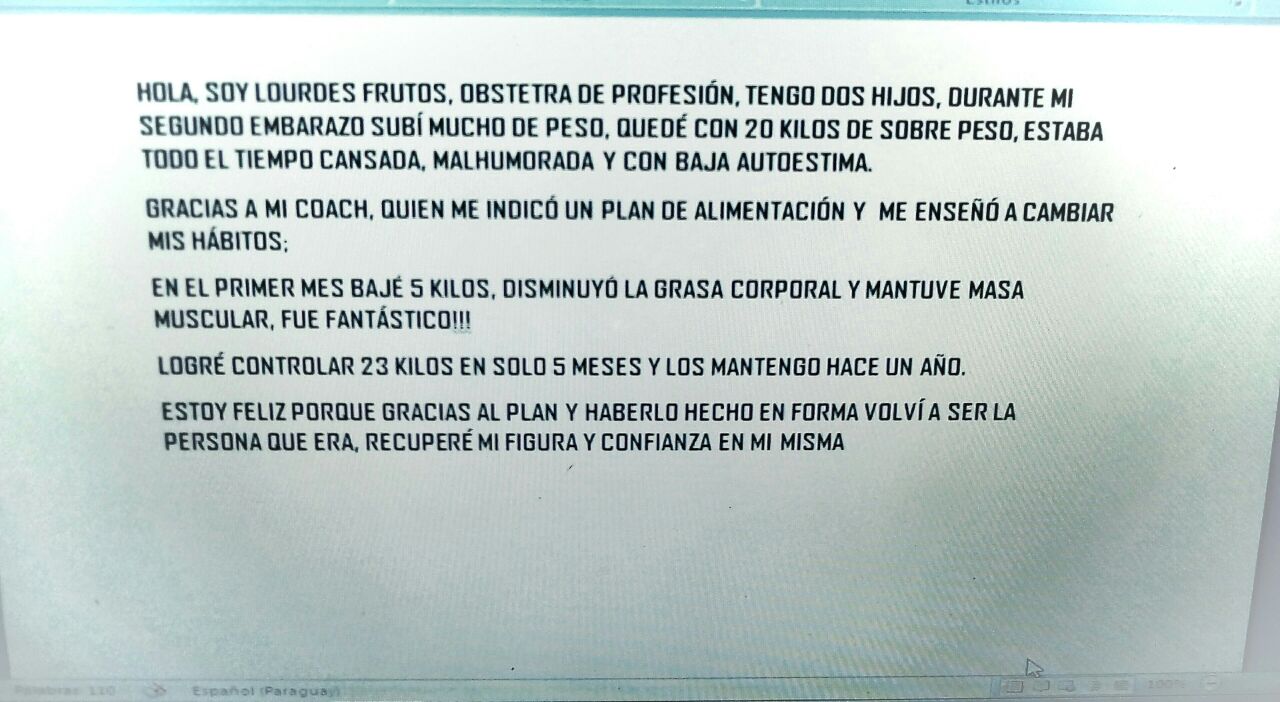 Estilos
HOLA, SOY LOURDES FRUTOS, OBSTETRA DE PROFESIÓN, TENGO DOS HIJOS, DURANTE MI
SEGUNDO EMBARAZO SUBÍ MUCHO DE PESO, QUEDÉ CON 20 KILOS DE SOBRE PESO, ESTABA
TODO EL TIEMPO CANSADA, MALHUMORADA Y CON BAJA AUTOESTIMA.
GRACIAS A MI COACH, QUIEN ME INDICÓ UN PLAN DE ALIMENTACIÓN Y ME ENSEÑÓ A CAMBIAR
MIS HÁBITOS;
EN EL PRIMER MES BAJÉ 5 KILOS, DISMINUYÓ LA GRASA CORPORAL Y MANTUVE MASA
MUSCULAR, FUE FANTÁSTICO!!!
LOGRÉ CONTROLAR 23 KILOS EN SOLO 5 MESES Y LOS MANTENGO HACE UN AÑO.
ESTOY FELIZ PORQUE GRACIAS AL PLAN Y HABERLO HECHO EN FORMA VOLVÍ A SER LA
PERSONA QUE ERA, RECUPERÉ MI FIGURA Y CONFIANZA EN MI MISMA
Palabras: 110 Español (Paraguay) 100%